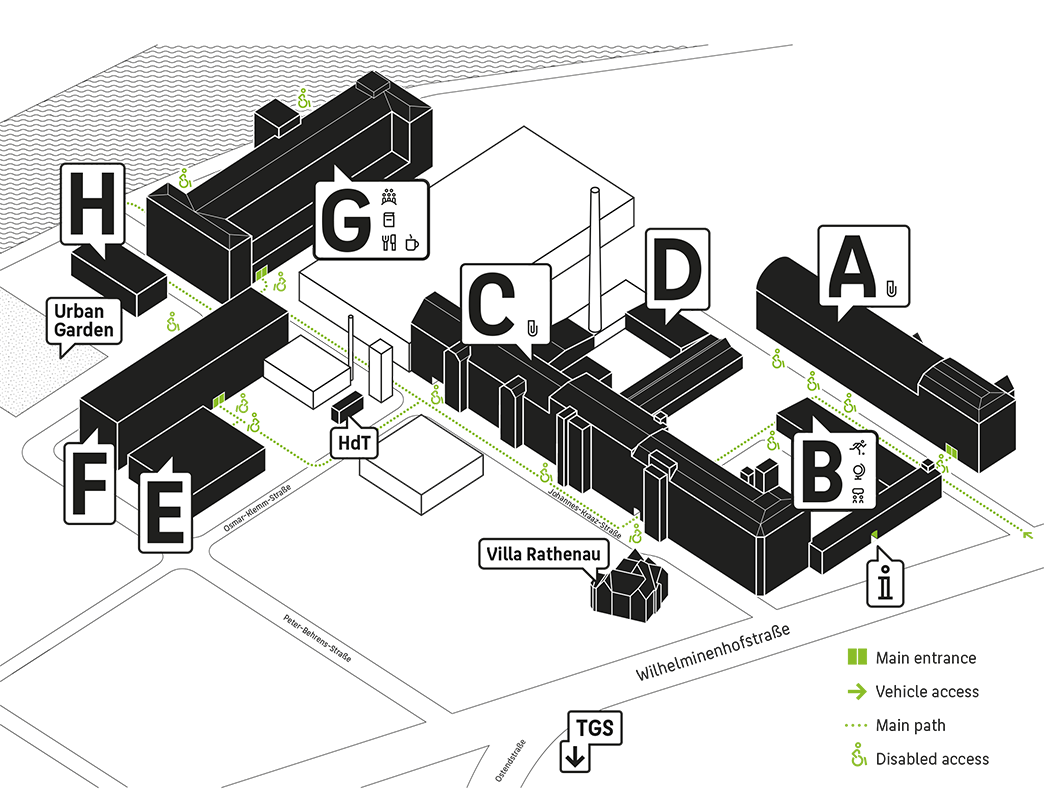 H
G
Urban
Garden
C
D
A
B
F
E
HdT
Osmar-Klemm-Straße
Johannes-Kraaz-Straße
Villa Rathenau
i
Peter-Behrens-Straße
Wilhelminenhofstraße
TGS
Ostendstraße
Main entrance
Vehicle access
Main path
Disabled access